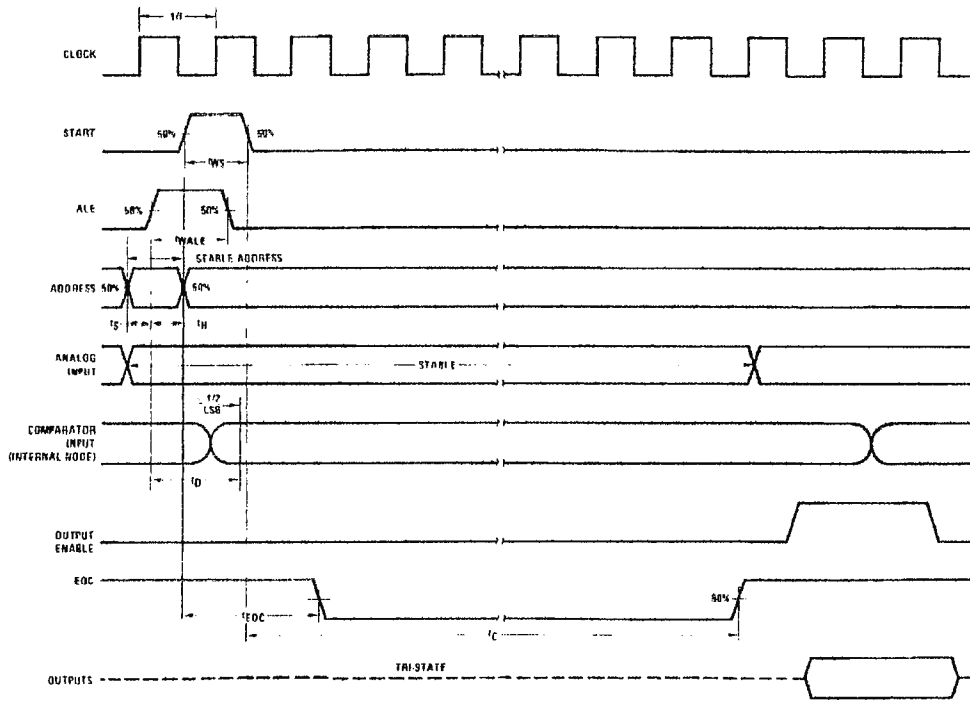 1/f
CLOCK
START
50%
50%
tWS
ALE
50%
50%
tWALE
STABLE ADDRESS
ADDRESS
50%
50%
tS
tH
ANALOG
INPUT
STABLE
1/2
LSB
COMPARATOR
INPUT
(INTERNAL NODE)
tD
OUTPUT
ENABLE
EOC
tEOC
50%
tC
TRI-STATE
OUTPUTS